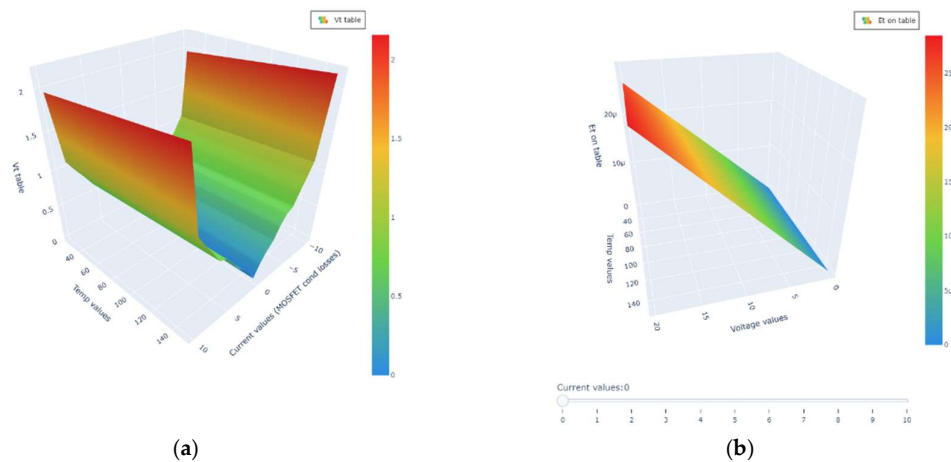 Vt table
2
1.5
1
0.5
0
Vt table
40
60
80
100
120
140
Temp values
10
5
0
−5
−10
Current values (MOSFET cond losses)
2
1.5
1
0.5
0
(a)
Et on table
20μ
10μ
0
Et on table
40
60
80
100
120
140
Temp values
20
15
10
5
0
Voltage values
0
Current values:0
0 1 2 3 4 5 6 7 8 9 10
(b)